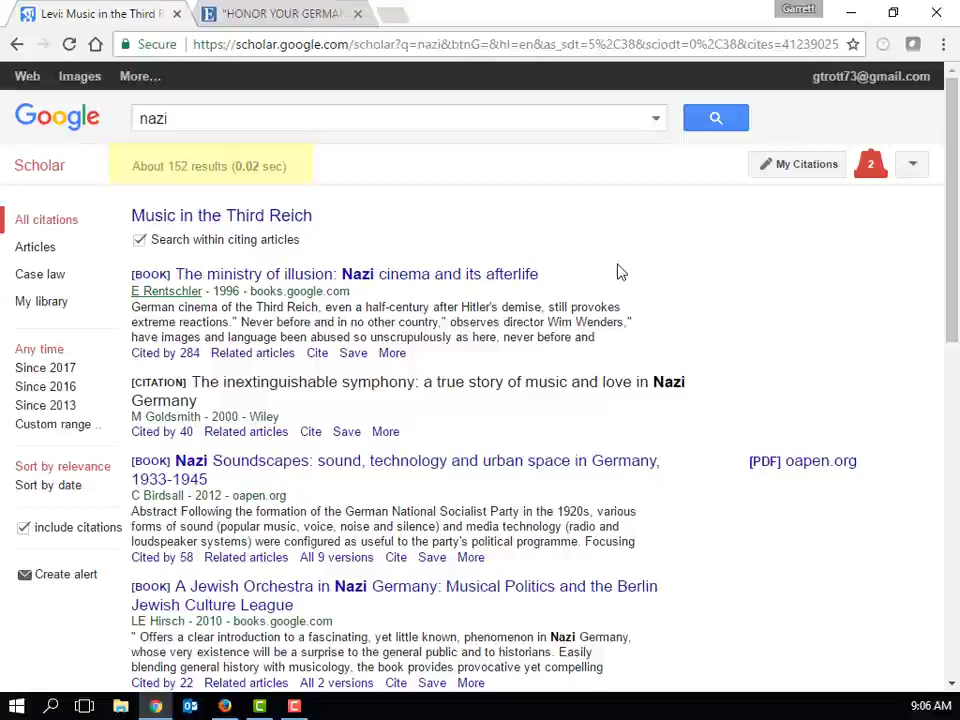 Levi: Music in the Third R
"HONOR YOUR GERMAN
Garrett
Secure
https://scholar.google.com/scholar?q=nazi&btnG=&hl=en&as_sdt=5%2C38&sciodt=0%2C38&cites=41239025
Web Images More...
gtrott73@gmail.com
Google
nazi
Scholar
About 152 results (0.02 sec)
My Citations
2
All citations
Articles
Case law
My library
Any time
Since 2017
Since 2016
Since 2013
Custom range ..
Sort by relevance
Sort by date
include citations
Create alert
Music in the Third Reich
Search within citing articles
[BOOK] The ministry of illusion: Nazi cinema and its afterlife
E Rentschler - 1996 - books.google.com
German cinema of the Third Reich, even a half-century after Hitler's demise, still provokes
extreme reactions." Never before and in no other country," observes director Wim Wenders,"
have images and language been abused so unscrupulously as here, never before and
Cited by 284 Related articles Cite Save More
[CITATION] The inextinguishable symphony: a true story of music and love in Nazi
Germany
M Goldsmith - 2000 - Wiley
Cited by 40 Related articles Cite Save More
[BOOK] Nazi Soundscapes: sound, technology and urban space in Germany,
1933-1945
C Birdsall - 2012 - oapen.org
Abstract Following the formation of the German National Socialist Party in the 1920s, various
forms of sound (popular music, voice, noise and silence) and media technology (radio and
loudspeaker systems) were configured as useful to the party's political programme. Focusing
Cited by 58 Related articles All 9 versions Cite Save More
[PDF] oapen.org
[BOOK] A Jewish Orchestra in Nazi Germany: Musical Politics and the Berlin
Jewish Culture League
LE Hirsch - 2010 - books.google.com
" Offers a clear introduction to a fascinating, yet little known, phenomenon in Nazi Germany,
whose very existence will be a surprise to the general public and to historians. Easily
blending general history with musicology, the book provides provocative yet compelling
Cited by 22 Related articles All 2 versions Cite Save More
9:06 AM